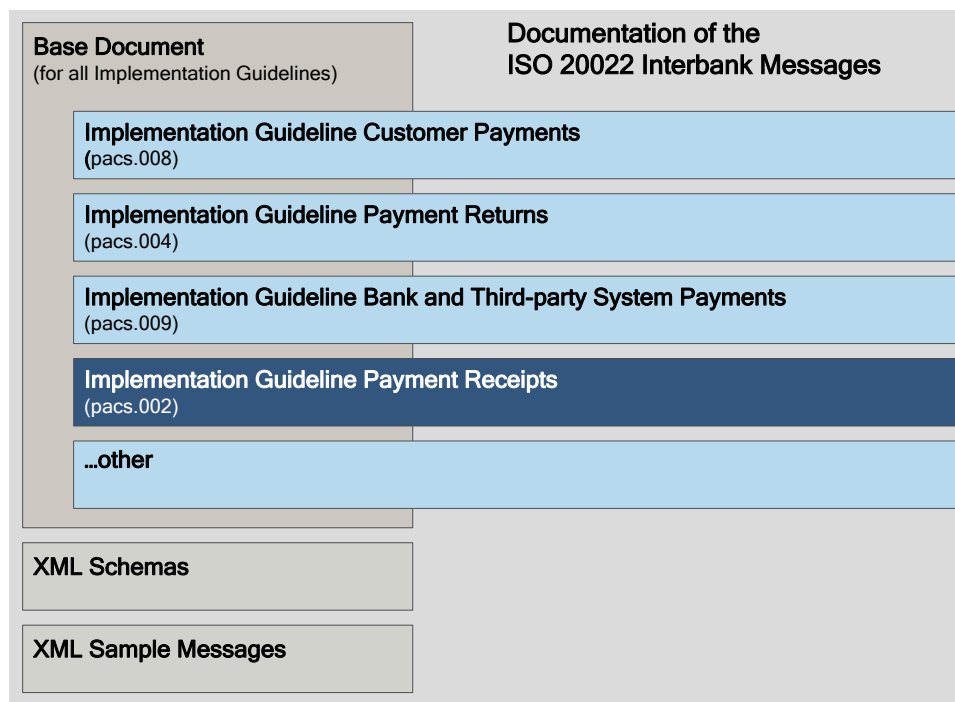 Base Document
(for all Implementation Guidelines)
Documentation of the
ISO 20022 Interbank Messages
Implementation Guideline Customer Payments
(pacs.008)
Implementation Guideline Payment Returns
(pacs.004)
Implementation Guideline Bank and Third-party System Payments
(pacs.009)
Implementation Guideline Payment Receipts
(pacs.002)
...other
XML Schemas
XML Sample Messages